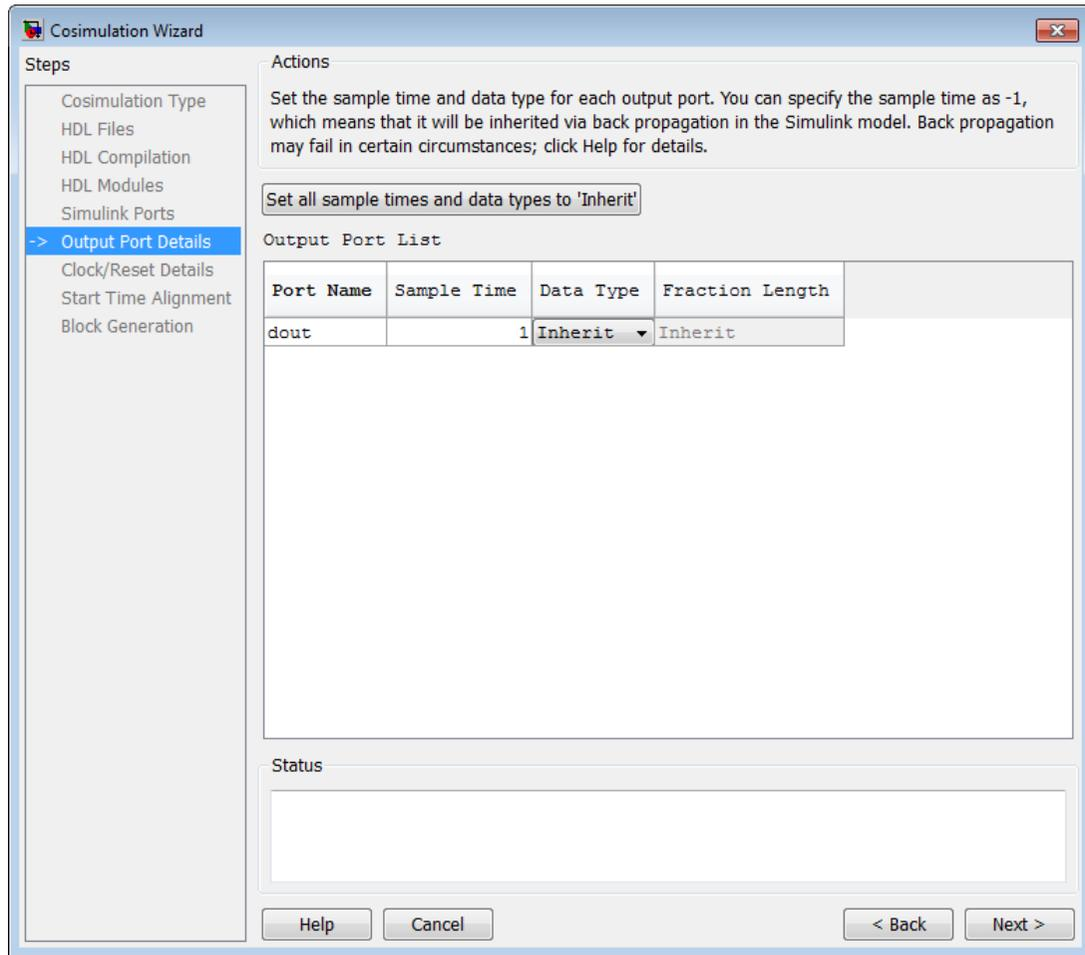 Cosimulation Wizard
Steps
Cosimulation Type
HDL Files
HDL Compilation
HDL Modules
Simulink Ports
-> Output Port Details
Clock/Reset Details
Start Time Alignment
Block Generation
Actions
Set the sample time and data type for each output port. You can specify the sample time as -1,
which means that it will be inherited via back propagation in the Simulink model. Back propagation
may fail in certain circumstances; click Help for details.
Set all sample times and data types to 'Inherit'
Output Port List
Port Name Sample Time Data Type Fraction Length
dout 1 Inherit Inherit
Status
Help Cancel < Back Next >